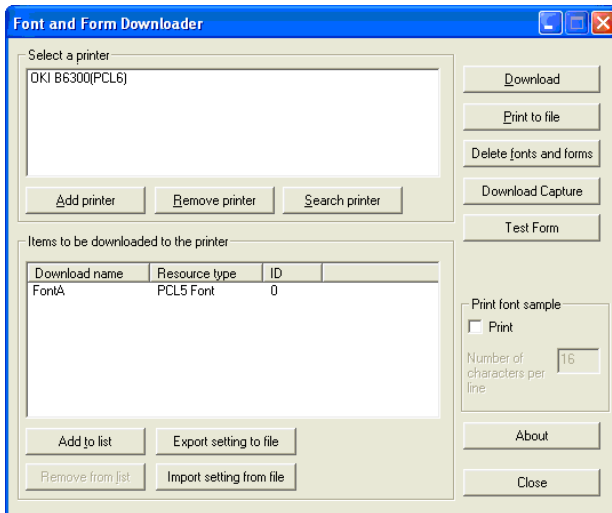 Font and Form Downloader
Select a printer
OKI B6300(PCL6)
Add printer
Remove printer
Search printer
Download
Print to file
Delete fonts and forms
Download Capture
Test Form
Items to be downloaded to the printer
Download name Resource type ID
FontA PCL5 Font 0
Add to list
Export setting to file
Remove from list
Import setting from file
Print font sample
Print
Number of
characters per
line
16
About
Close